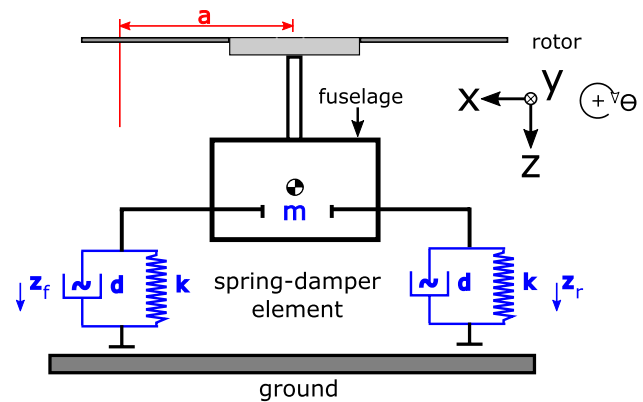 a
rotor
fuselage
x
y
z
+ Θ
m
z_f
d
k
spring-damper
element
d
k
z_r
ground